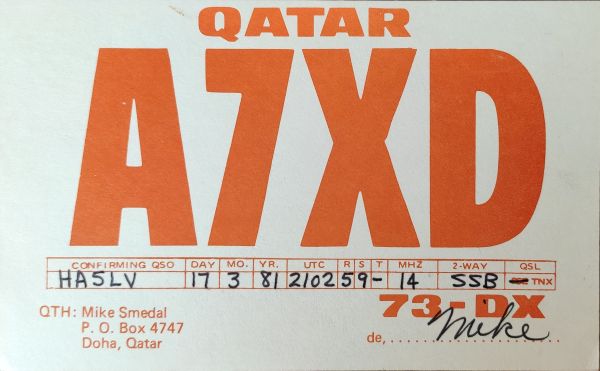 QATAR
A7XD
CONFIRMING QSO DAY MO. YR. UTC R S T MHZ 2-WAY QSL
HA5LV 17 3 81 2102 59- 14 SSB TNX
73-DX
QTH: Mike Smedal
P. O. Box 4747
Doha, Qatar
de, Mike